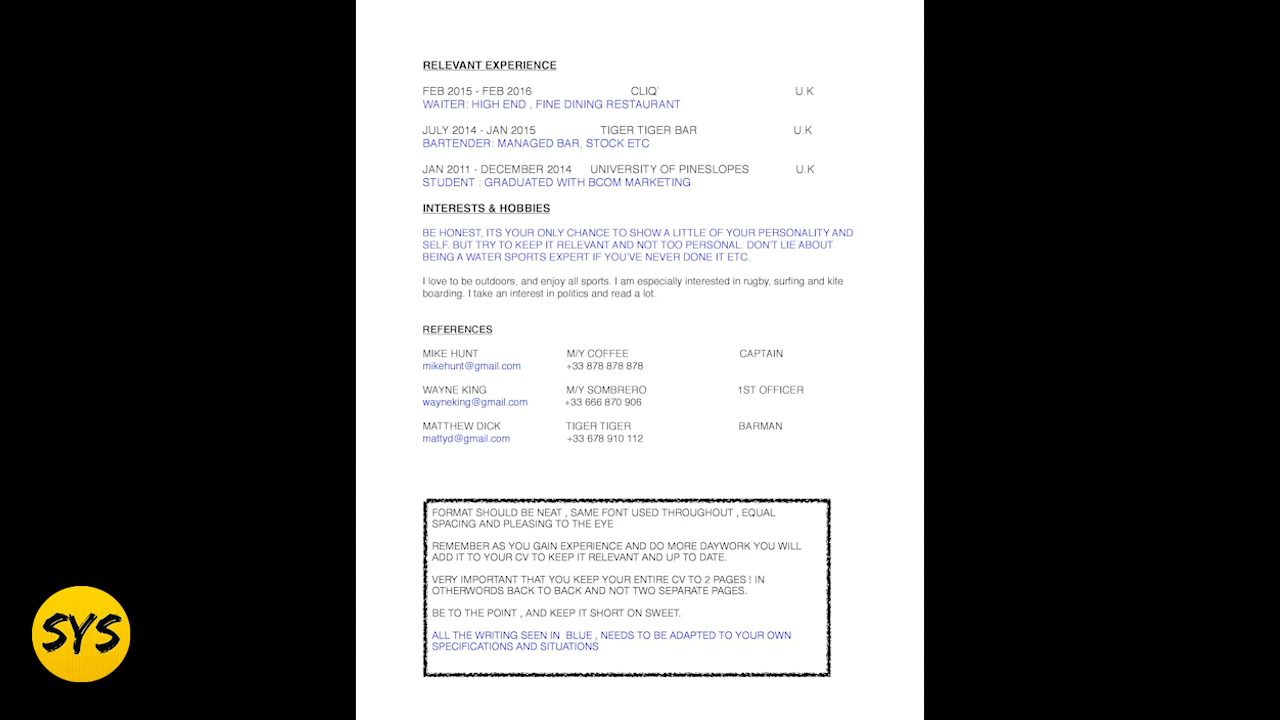 RELEVANT EXPERIENCE
FEB 2015 - FEB 2016 CLIQ' U.K
WAITER: HIGH END , FINE DINING RESTAURANT
JULY 2014 - JAN 2015 TIGER TIGER BAR U.K
BARTENDER: MANAGED BAR, STOCK ETC
JAN 2011 - DECEMBER 2014 UNIVERSITY OF PINESLOPES U.K
STUDENT : GRADUATED WITH BCOM MARKETING
INTERESTS & HOBBIES
BE HONEST, ITS YOUR ONLY CHANCE TO SHOW A LITTLE OF YOUR PERSONALITY AND
SELF. BUT TRY TO KEEP IT RELEVANT AND NOT TOO PERSONAL. DON'T LIE ABOUT
BEING A WATER SPORTS EXPERT IF YOU'VE NEVER DONE IT ETC.
I love to be outdoors, and enjoy all sports. I am especially interested in rugby, surfing and kite
boarding. I take an interest in politics and read a lot.
REFERENCES
MIKE HUNT M/Y COFFEE CAPTAIN
mikehunt@gmail.com +33 878 878 878
WAYNE KING M/Y SOMBRERO 1ST OFFICER
wayneking@gmail.com +33 666 870 906
MATTHEW DICK TIGER TIGER BARMAN
mattyd@gmail.com +33 678 910 112
FORMAT SHOULD BE NEAT , SAME FONT USED THROUGHOUT , EQUAL
SPACING AND PLEASING TO THE EYE
REMEMBER AS YOU GAIN EXPERIENCE AND DO MORE DAYWORK YOU WILL
ADD IT TO YOUR CV TO KEEP IT RELEVANT AND UP TO DATE.
VERY IMPORTANT THAT YOU KEEP YOUR ENTIRE CV TO 2 PAGES ! IN
OTHERWORDS BACK TO BACK AND NOT TWO SEPARATE PAGES.
BE TO THE POINT , AND KEEP IT SHORT ON SWEET.
ALL THE WRITING SEEN IN BLUE , NEEDS TO BE ADAPTED TO YOUR OWN
SPECIFICATIONS AND SITUATIONS
SYS